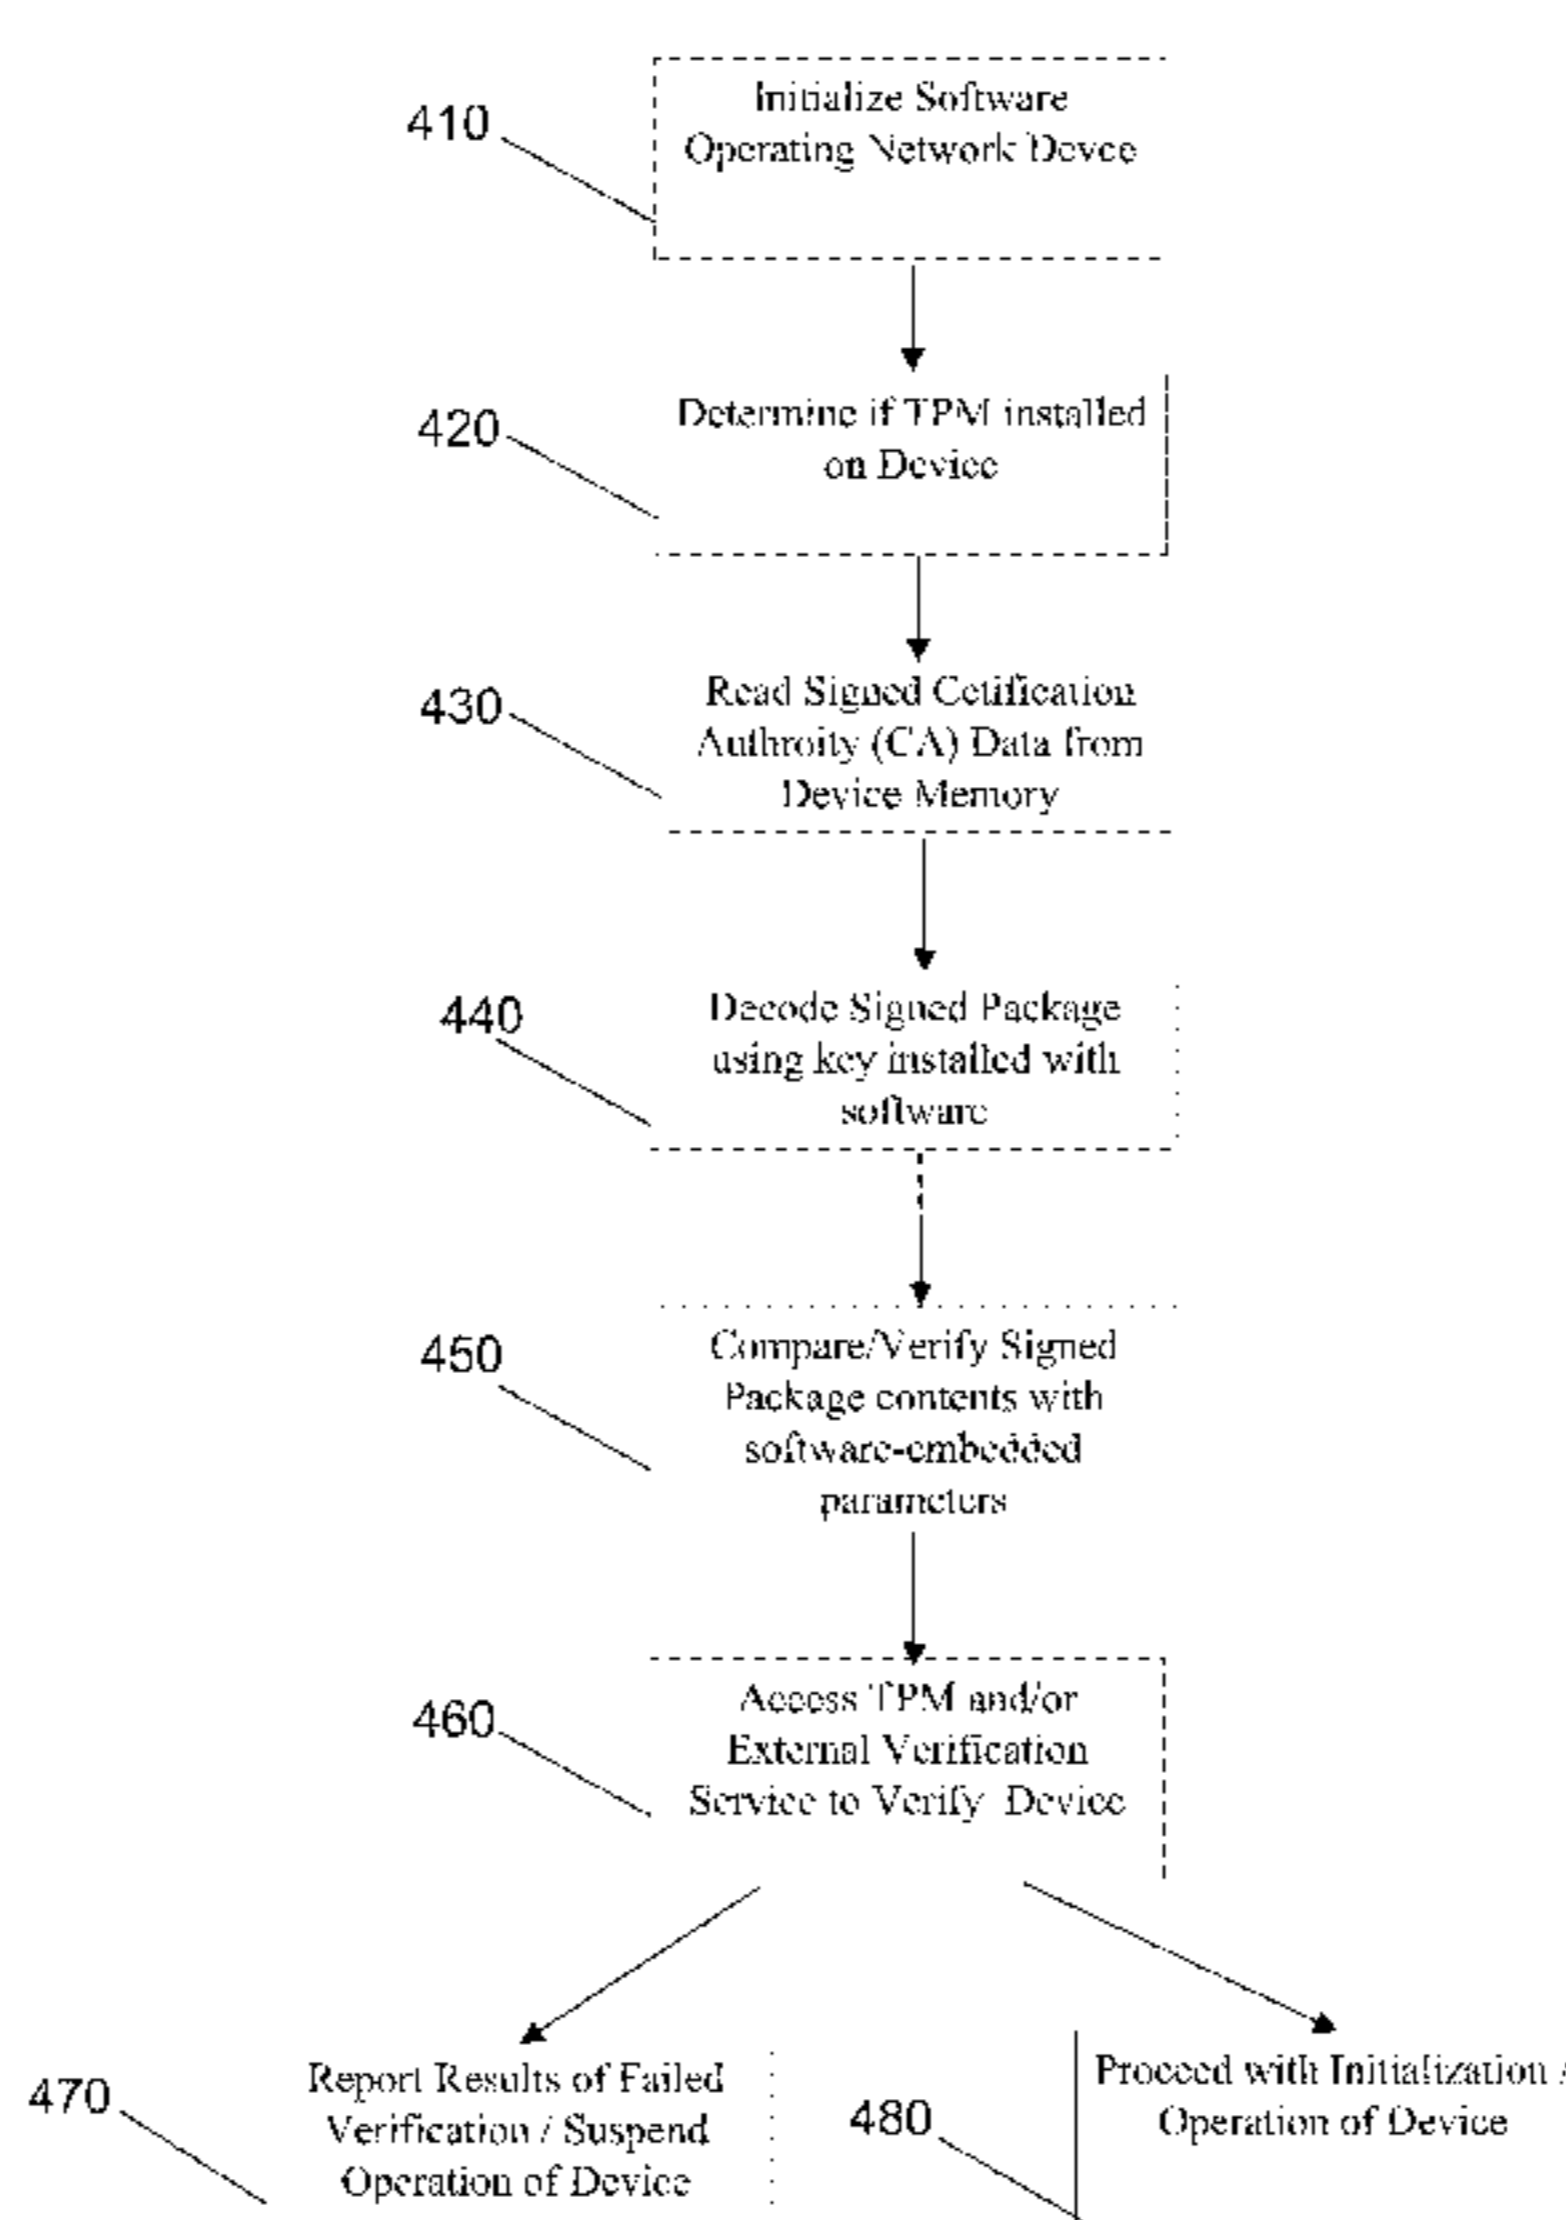 410
Initialize Software
Operating Network Devce
420
Determine if TPM installed
on Device
430
Read Signed Cetification
Authroity (CA) Data from
Device Memory
440
Decode Signed Package
using key installed with
software
450
Compare/Verify Signed
Package contents with
software-embedded
parameters
460
Access TPM and/or
External Verification
Service to Verify Device
470
Report Results of Failed
Verification / Suspend
Operation of Device
480
Proceed with Initialization /
Operation of Device